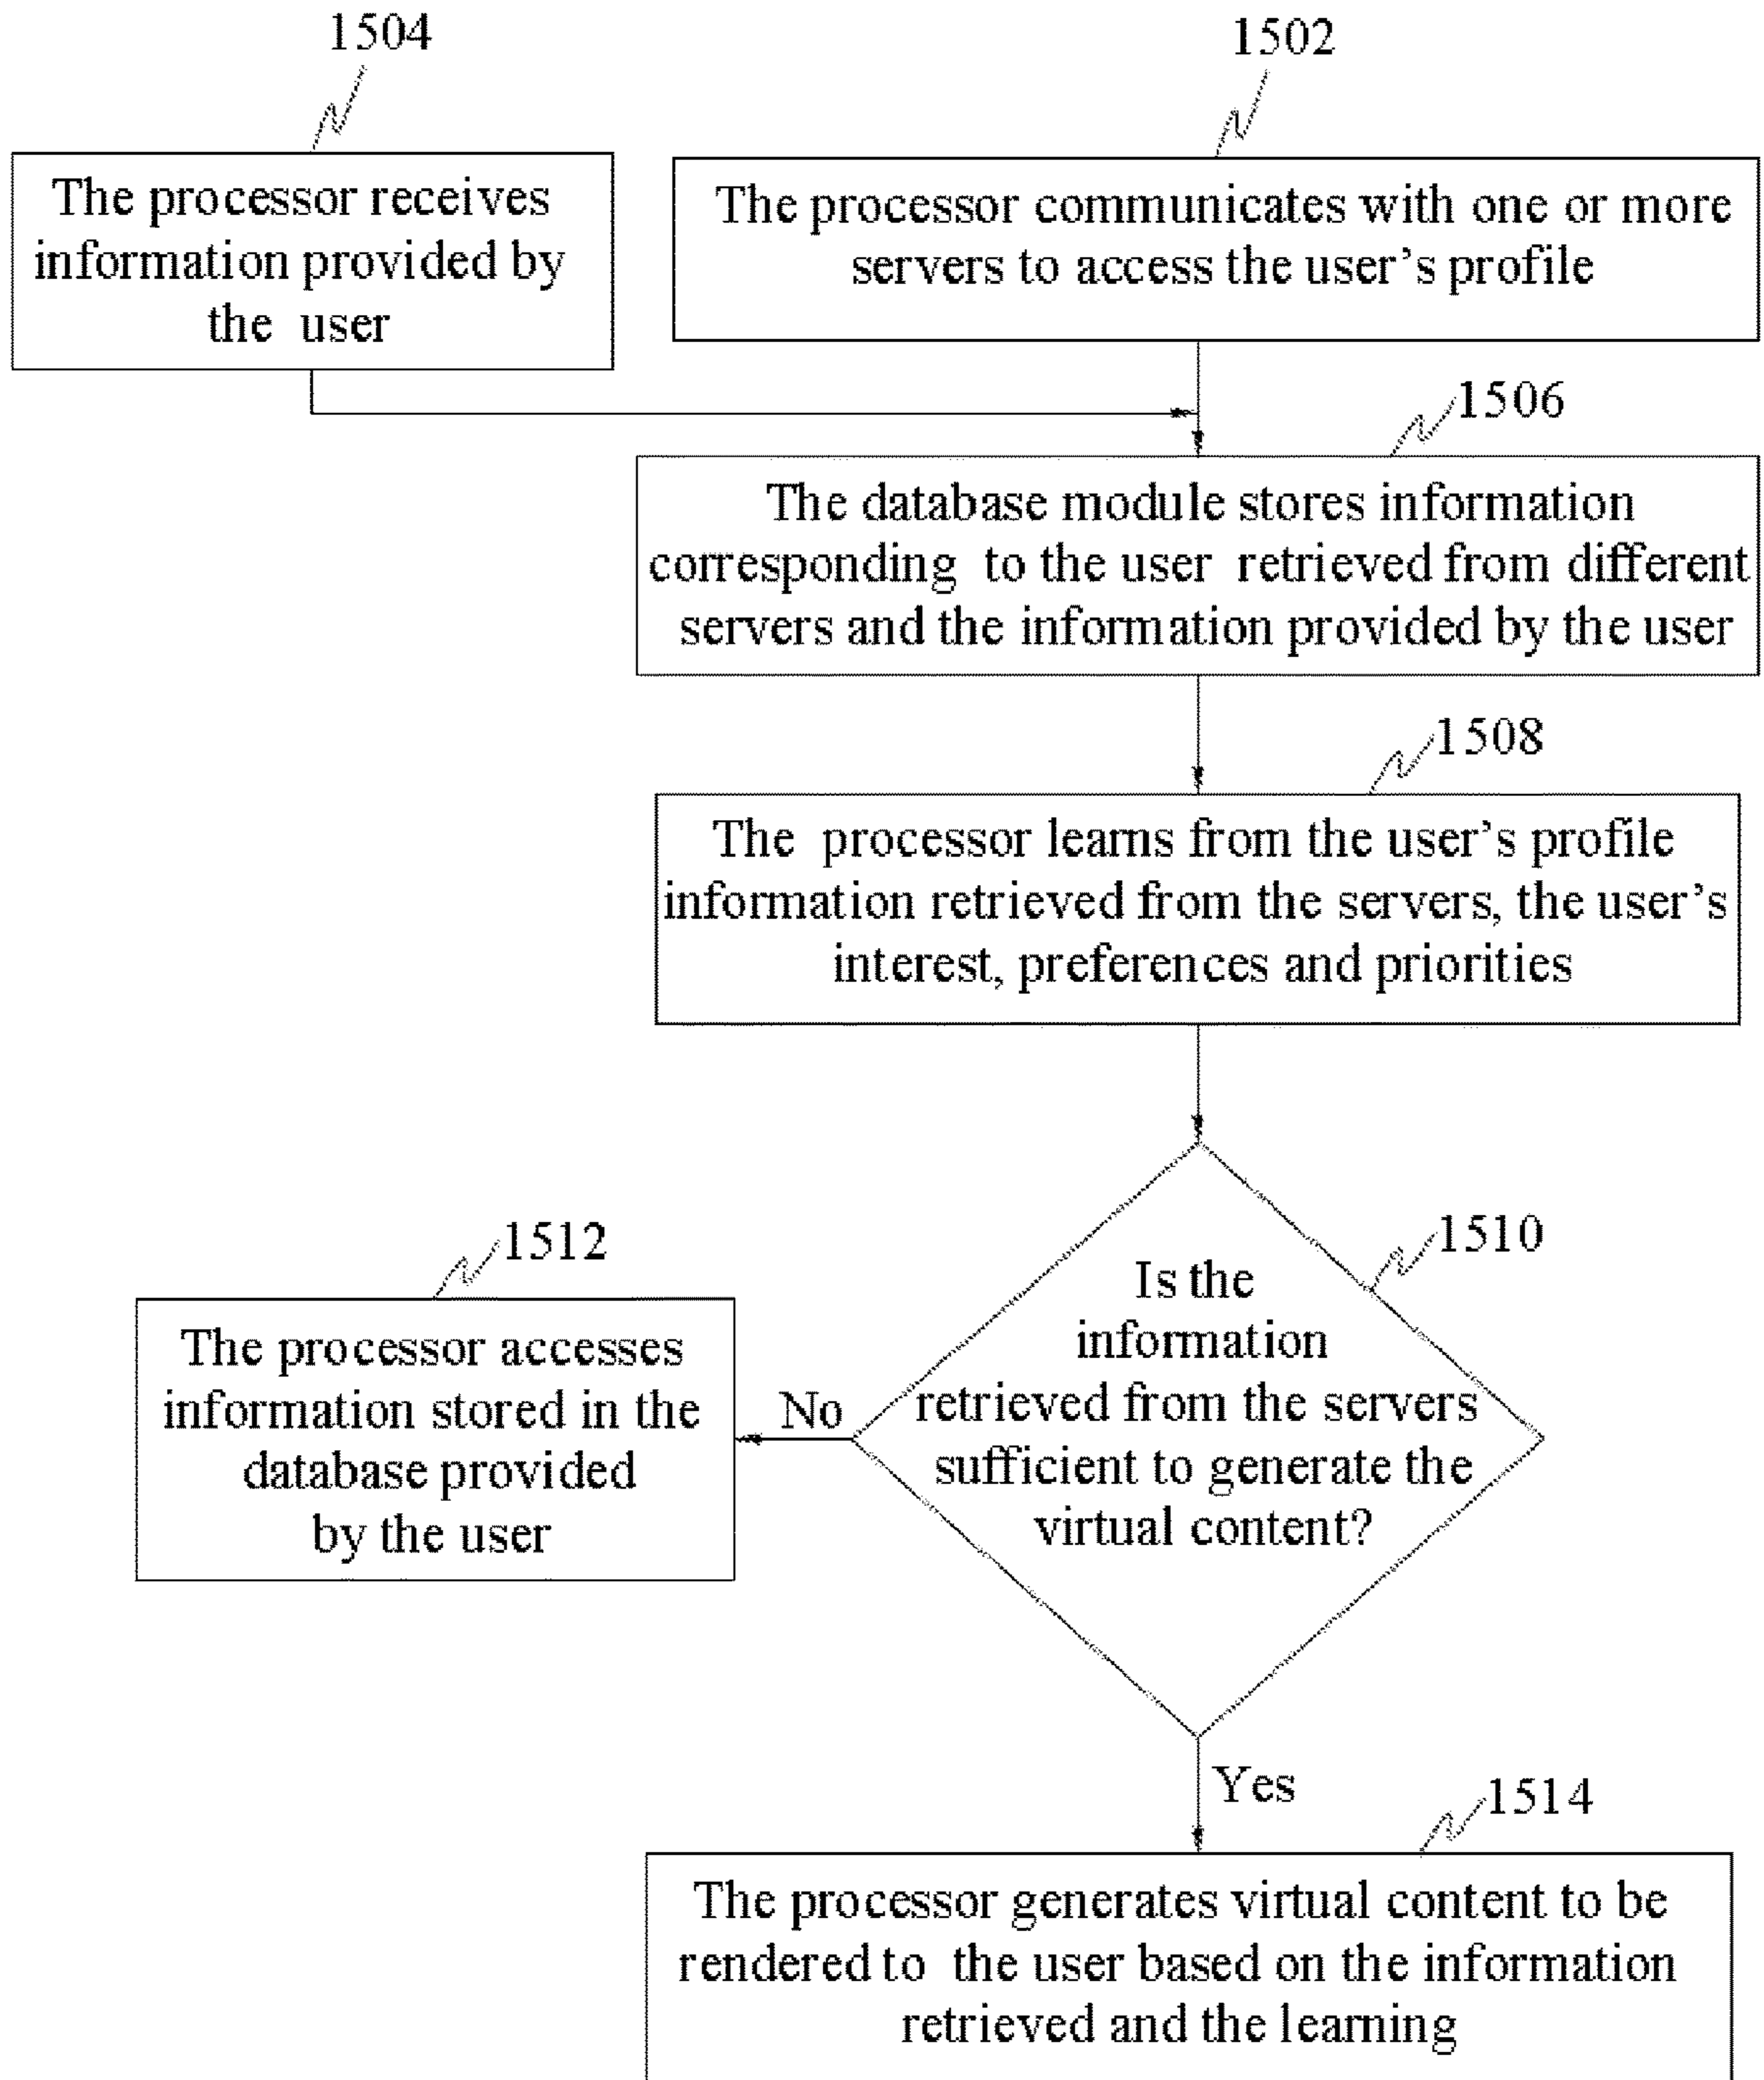 1504
1502
The processor receives
information provided by
the user
The processor communicates with one or more
servers to access the user’s profile
1506
The database module stores information
corresponding to the user retrieved from different
servers and the information provided by the user
1508
The processor learns from the user’s profile
information retrieved from the servers, the user’s
interest, preferences and priorities
1510
Is the
information
retrieved from the servers
sufficient to generate the
virtual content?
1512
No
The processor accesses
information stored in the
database provided
by the user
Yes
1514
The processor generates virtual content to be
rendered to the user based on the information
retrieved and the learning